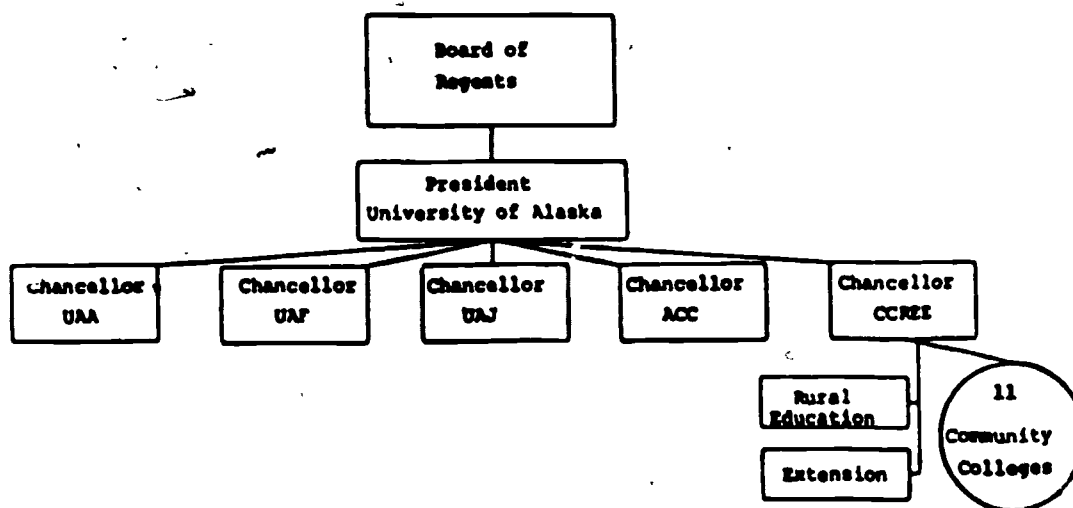 Board of
Regents
President
University of Alaska
Chancellor
UAA
Chancellor
UAF
Chancellor
UAJ
Chancellor
ACC
Chancellor
CCREE
Rural
Education
Extension
11
Community
Colleges